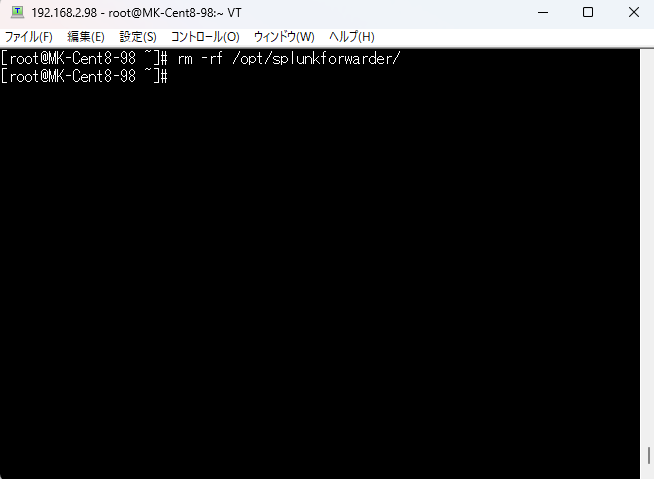 192.168.2.98 - root@MK-Cent8-98:~ VT
ファイル(F) 編集(E) 設定(S) コントロール(O) ウィンドウ(W) ヘルプ(H)
[root@MK-Cent8-98 ~]# rm -rf /opt/splunkforwarder/
[root@MK-Cent8-98 ~]#